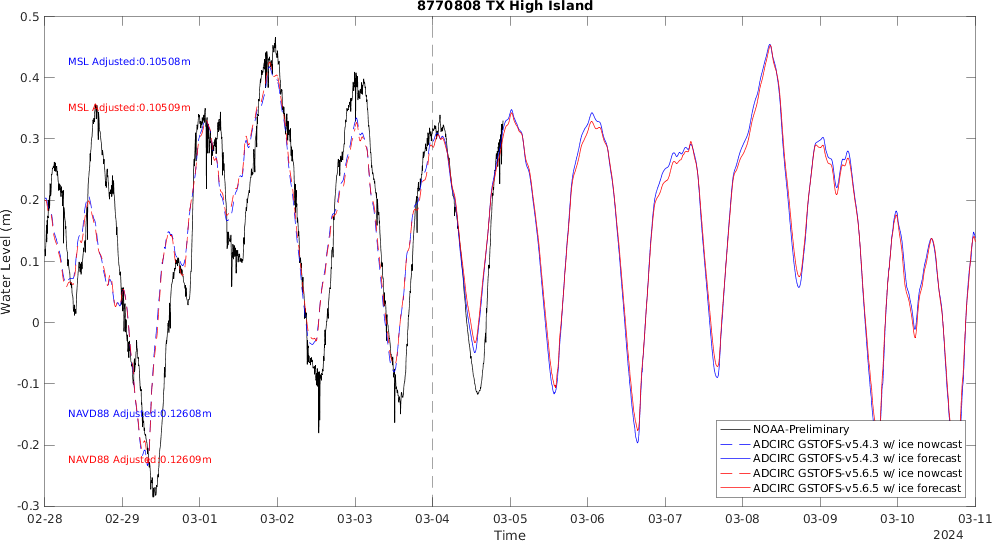 8770808 TX High Island
0.5
0.4
0.3
0.2
0.1
0
-0.1
-0.2
-0.3
Water Level (m)
MSL Adjusted:0.10508m
MSL Adjusted:0.10509m
NAVD88 Adjusted:0.12608m
NAVD88 Adjusted:0.12609m
NOAA-Preliminary
ADCIRC GSTOFS-v5.4.3 w/ ice nowcast
ADCIRC GSTOFS-v5.4.3 w/ ice forecast
ADCIRC GSTOFS-v5.6.5 w/ ice nowcast
ADCIRC GSTOFS-v5.6.5 w/ ice forecast
02-28 02-29 03-01 03-02 03-03 03-04 03-05 03-06 03-07 03-08 03-09 03-10 03-11
Time
2024